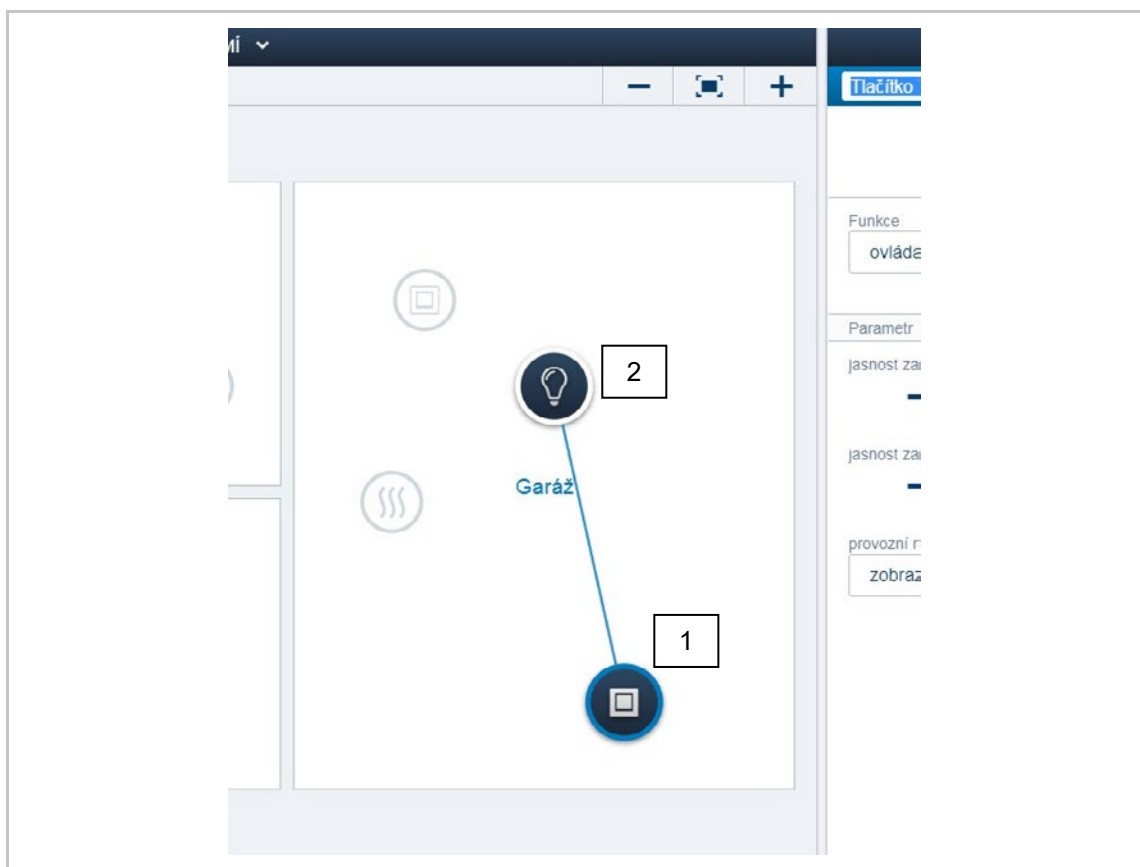 MÍ
Tlačítko
Funkce
ovláda
Parametr
jasnost za
2
jasnost za
Garáž
provozní r
zobraz
1